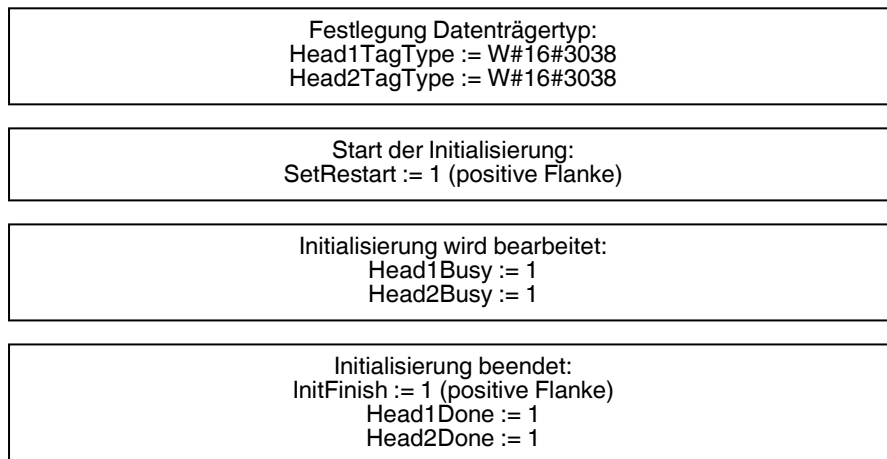 Festlegung Datenträgertyp:
Head1TagType := W#16#3038
Head2TagType := W#16#3038
Start der Initialisierung:
SetRestart := 1 (positive Flanke)
Initialisierung wird bearbeitet:
Head1Busy := 1
Head2Busy := 1
Initialisierung beendet:
InitFinish := 1 (positive Flanke)
Head1Done := 1
Head2Done := 1